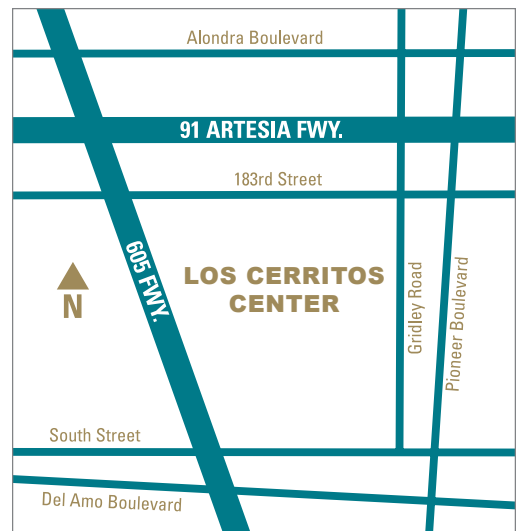 Alondra Boulevard
91 ARTESIA FWY.
183rd Street
605 FWY.
LOS CERRITOS
CENTER
N
Gridley Road
Pioneer Boulevard
South Street
Del Amo Boulevard